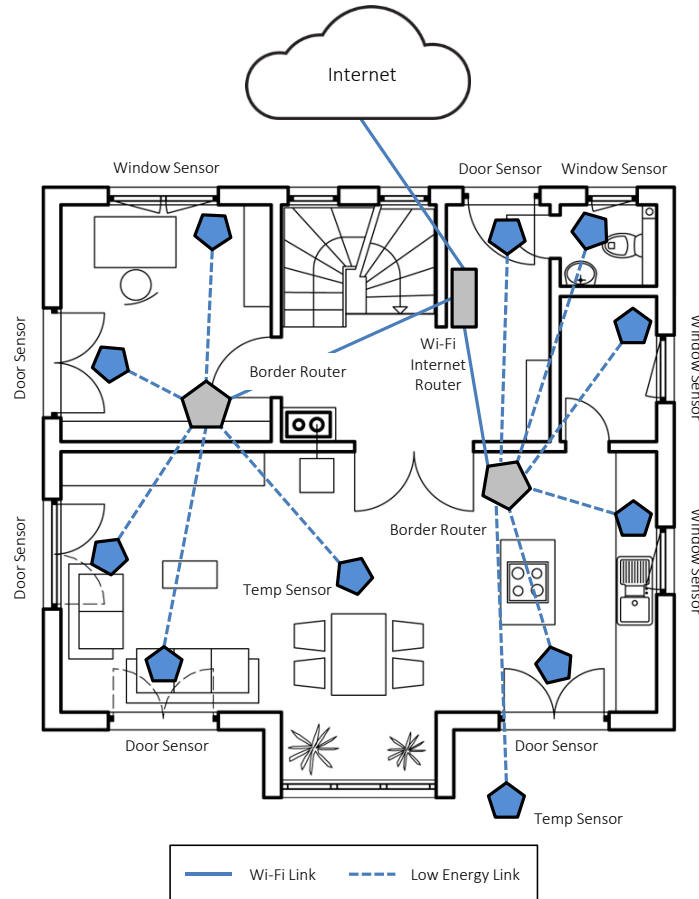 Internet
Window Sensor
Door Sensor
Window Sensor
Door Sensor
Window Sensor
Wi-Fi
Internet
Router
Border Router
Door Sensor
Border Router
Window Sensor
Temp Sensor
Door Sensor
Door Sensor
Temp Sensor
Wi-Fi Link
Low Energy Link